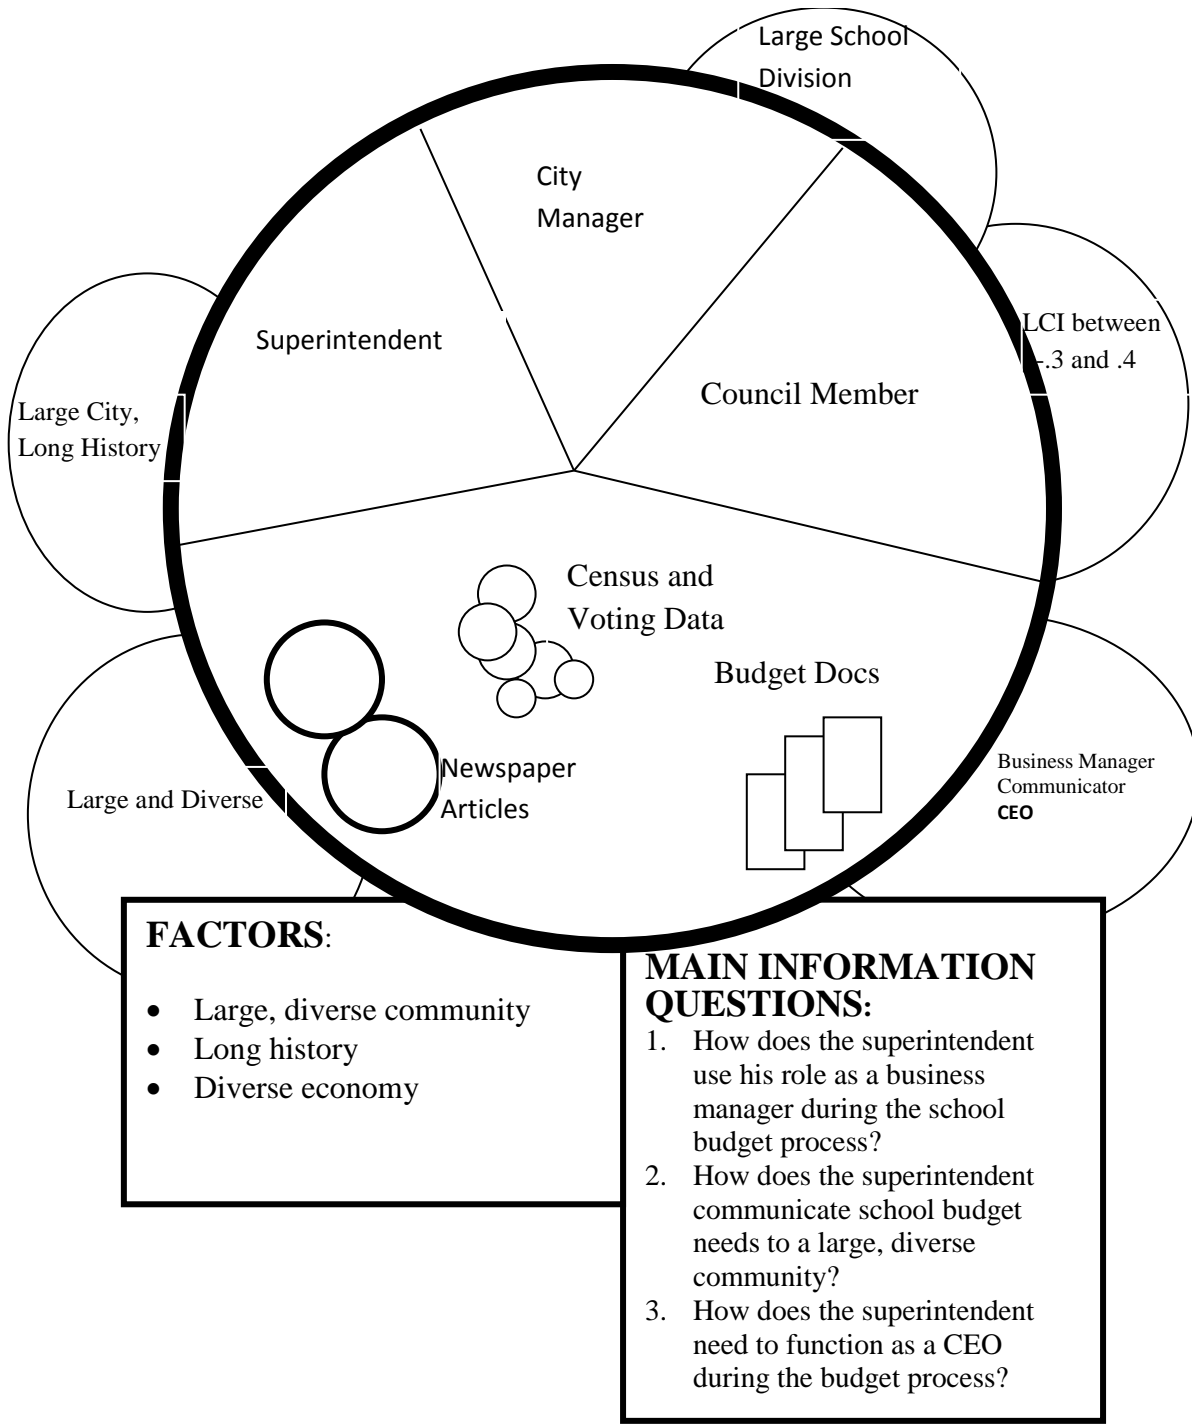 Large School
Division
City
Manager
Superintendent
LCI between
-.3 and .4
Council Member
Large City,
Long History
Census and
Voting Data
Budget Docs
Newspaper
Articles
Business Manager
Communicator
CEO
Large and Diverse
FACTORS:
• Large, diverse community
• Long history
• Diverse economy
MAIN INFORMATION
QUESTIONS:
1. How does the superintendent
use his role as a business
manager during the school
budget process?
2. How does the superintendent
communicate school budget
needs to a large, diverse
community?
3. How does the superintendent
need to function as a CEO
during the budget process?